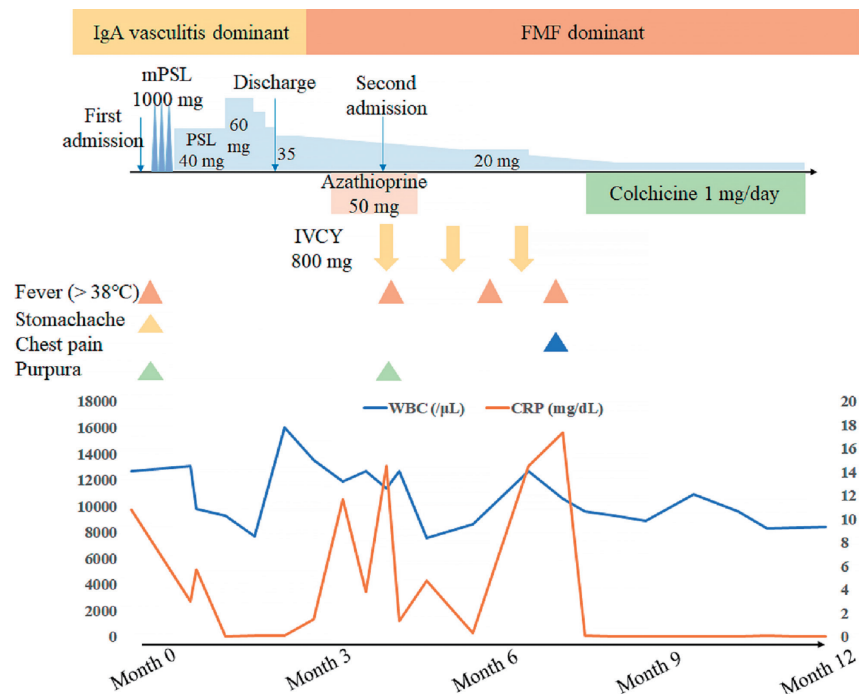 IgA vasculitis dominant
FMF dominant
mPSL
1000 mg
Discharge
Second
admission
First
admission
PSL
40 mg
60
mg
35
20 mg
Azathioprine
50 mg
Colchicine 1 mg/day
IVCY
800 mg
Fever (> 38℃)
Stomachache
Chest pain
Purpura
WBC (/μL)
CRP (mg/dL)
18000
16000
14000
12000
10000
8000
6000
4000
2000
0
20
18
16
14
12
10
8
6
4
2
0
Month 0
Month 3
Month 6
Month 9
Month 12